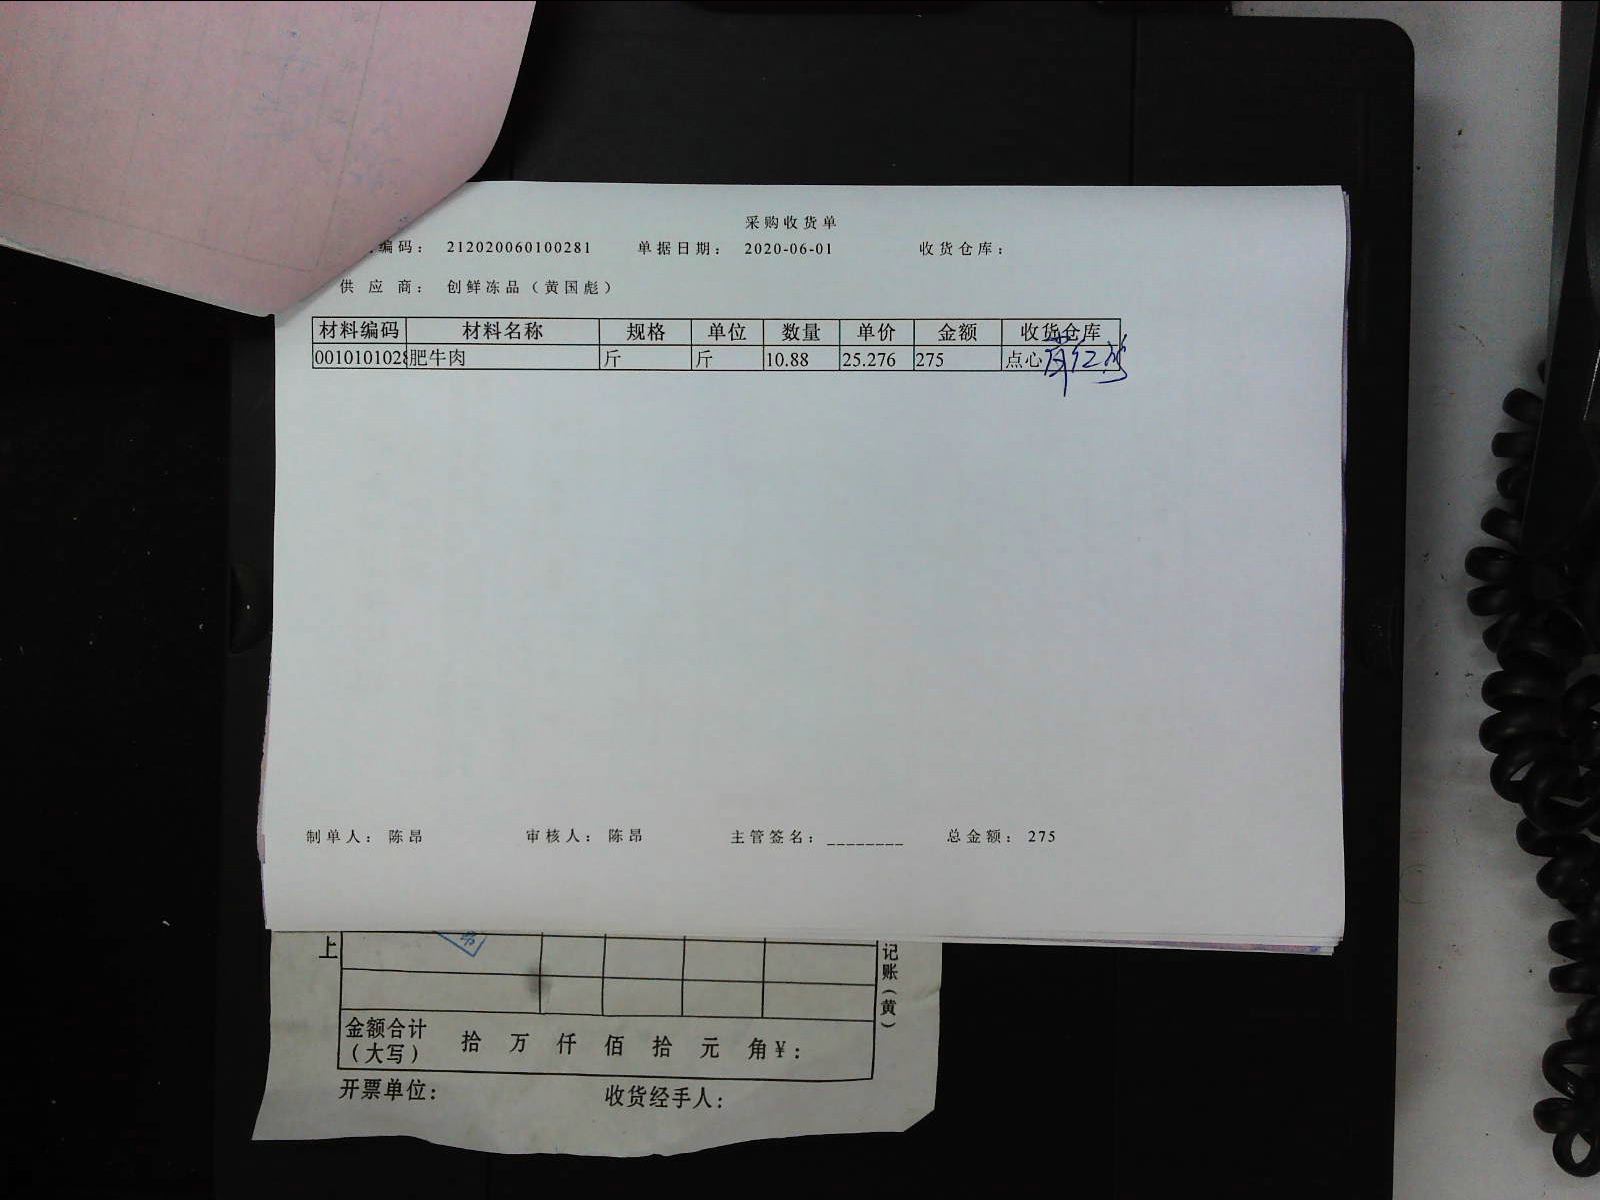 采购收货单
编码： 212020060100281 单据日期： 2020-06-01 收货仓库：
供应商： 创鲜冻品（黄国彪）
材料编码 材料名称 规格 单位 数量 单价 金额 收货仓库
0010101028 肥牛肉 斤 斤 10.88 25.276 275 点心
制单人： 陈昂 审核人： 陈昂 主管签名：________ 总金额： 275
上
记账（黄）
金额合计（大写） 拾 万 仟 佰 拾 元 角 ¥：
开票单位： 收货经手人：